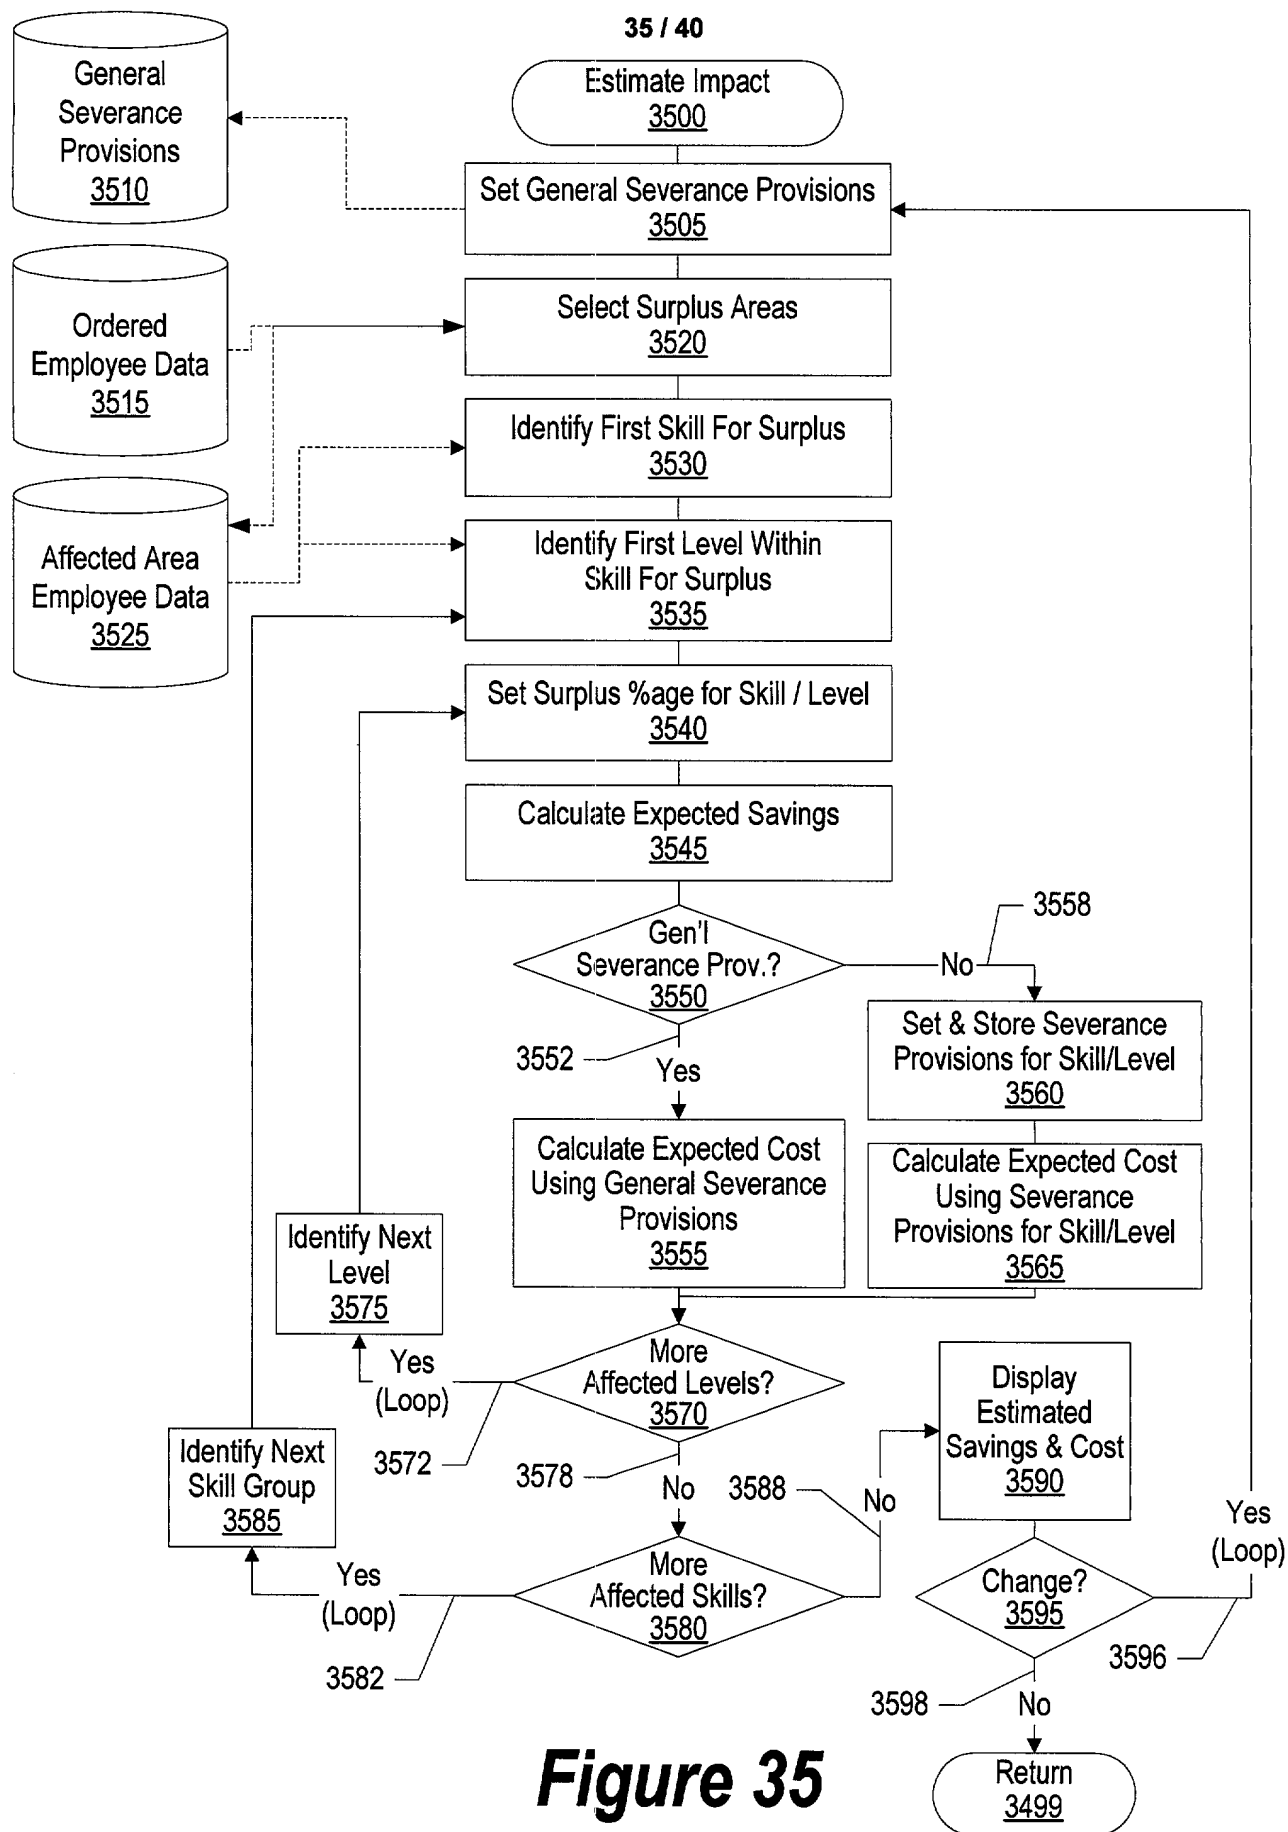 35 / 40
General
Severance
Provisions
3510
Estimate Impact
3500
Set General Severance Provisions
3505
Ordered
Employee Data
3515
Select Surplus Areas
3520
Identify First Skill For Surplus
3530
Affected Area
Employee Data
3525
Identify First Level Within
Skill For Surplus
3535
Set Surplus %age for Skill / Level
3540
Calculate Expected Savings
3545
Gen'l
Severance Prov.?
3550
3558
No
3552
Yes
Set & Store Severance
Provisions for Skill/Level
3560
Calculate Expected Cost
Using General Severance
Provisions
3555
Calculate Expected Cost
Using Severance
Provisions for Skill/Level
3565
Identify Next
Level
3575
More
Affected Levels?
3570
Yes
(Loop)
3572
3578
No
Display
Estimated
Savings & Cost
3590
Identify Next
Skill Group
3585
3588
No
More
Affected Skills?
3580
Yes
(Loop)
3582
Change?
3595
Yes
(Loop)
3596
3598
No
Return
3499
Figure 35